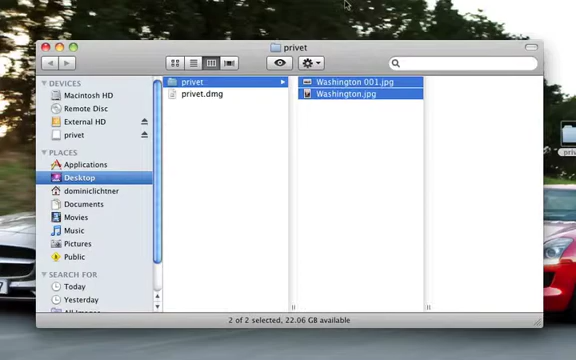 privet
DEVICES
Macintosh HD
Remote Disc
External HD
privet
PLACES
Applications
Desktop
dominiclichtner
Documents
Movies
Music
Pictures
Public
SEARCH FOR
Today
Yesterday
All Images
privet
privet.dmg
Washington 001.jpg
Washington.jpg
2 of 2 selected, 22.06 GB available